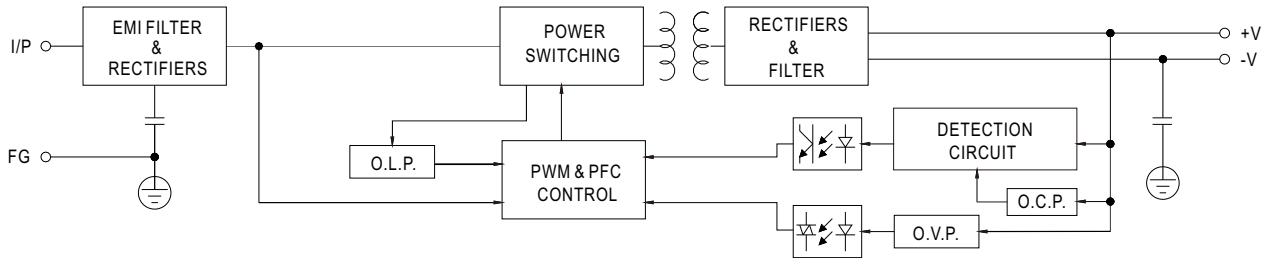 I/P
EMI FILTER
&
RECTIFIERS
POWER
SWITCHING
RECTIFIERS
&
FILTER
+V
-V
FG
O.L.P.
PWM & PFC
CONTROL
DETECTION
CIRCUIT
O.C.P.
O.V.P.